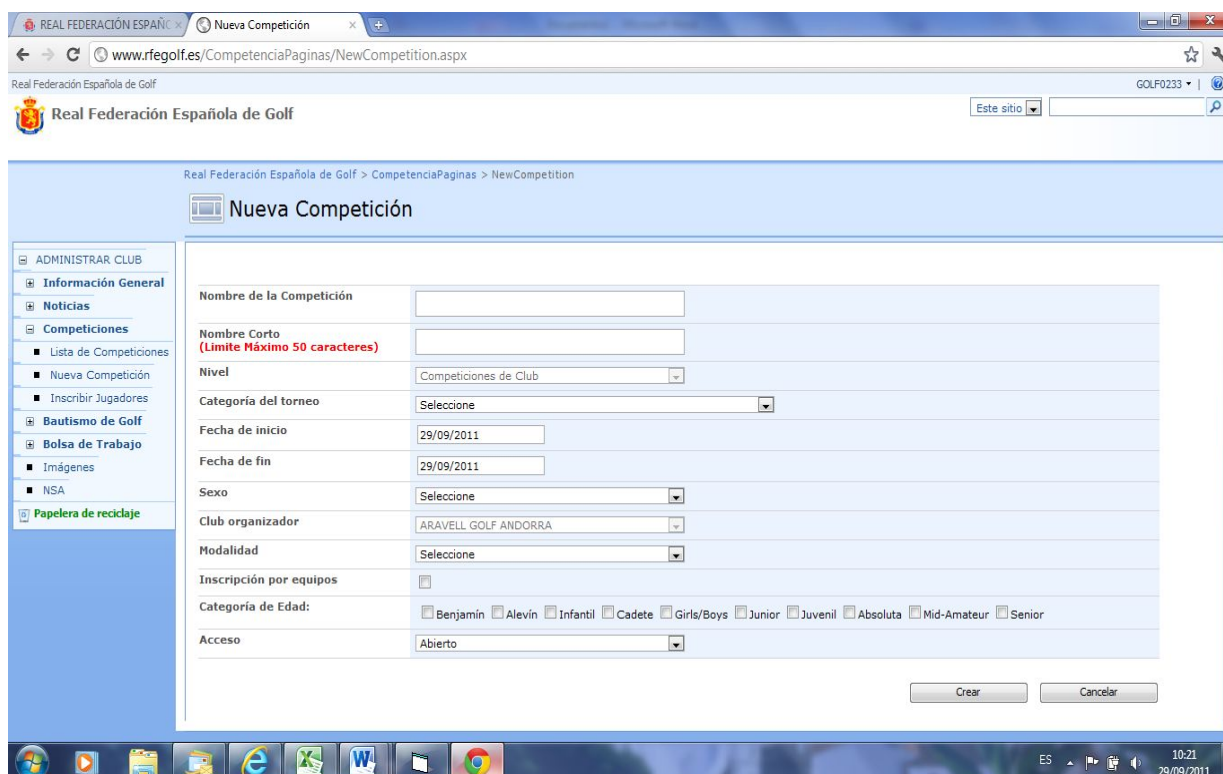 REAL FEDERACIÓN ESPAÑ
Nueva Competición
www.rfegolf.es/CompetenciaPaginas/NewCompetition.aspx
Real Federación Española de Golf
GOLF0233
Real Federación Española de Golf
Este sitio
Real Federación Española de Golf > CompetenciaPaginas > NewCompetition
Nueva Competición
ADMINISTRAR CLUB
Información General
Noticias
Competiciones
Lista de Competiciones
Nueva Competición
Inscribir Jugadores
Bautismo de Golf
Bolsa de Trabajo
Imágenes
NSA
Papelera de reciclaje
Nombre de la Competición
Nombre Corto
(Limite Máximo 50 caracteres)
Nivel
Competiciones de Club
Categoría del torneo
Seleccione
Fecha de inicio
29/09/2011
Fecha de fin
29/09/2011
Sexo
Seleccione
Club organizador
ARAVELL GOLF ANDORRA
Modalidad
Seleccione
Inscripción por equipos
Categoría de Edad:
Benjamín Alevín Infantil Cadete Girls/Boys Junior Juvenil Absoluta Mid-Amateur Senior
Acceso
Abierto
Crear
Cancelar
ES
10:21
29/09/2011